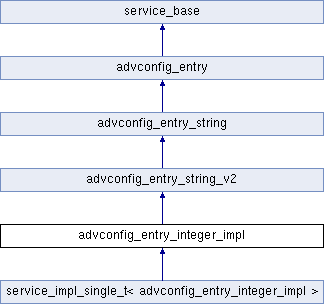 service_base
advconfig_entry
advconfig_entry_string
advconfig_entry_string_v2
advconfig_entry_integer_impl
service_impl_single_t< advconfig_entry_integer_impl >